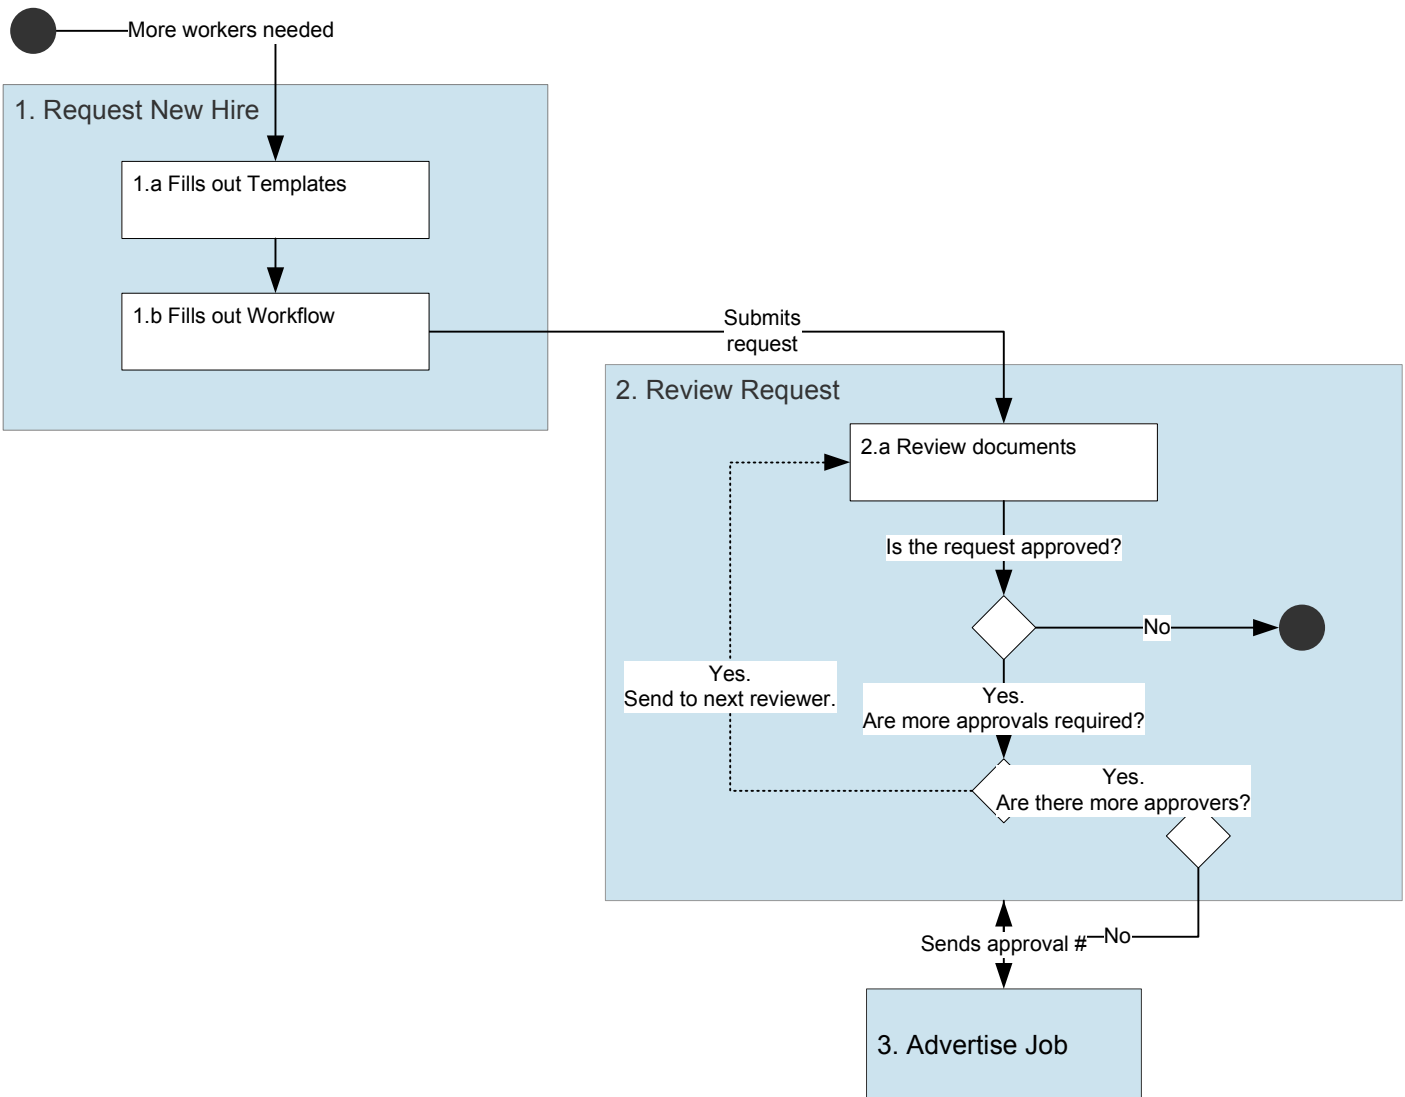 More workers needed
1. Request New Hire
1.a Fills out Templates
1.b Fills out Workflow
Submits
request
2. Review Request
2.a Review documents
Is the request approved?
No
Yes.
Send to next reviewer.
Yes.
Are more approvals required?
Yes.
Are there more approvers?
Sends approval #
No
3. Advertise Job